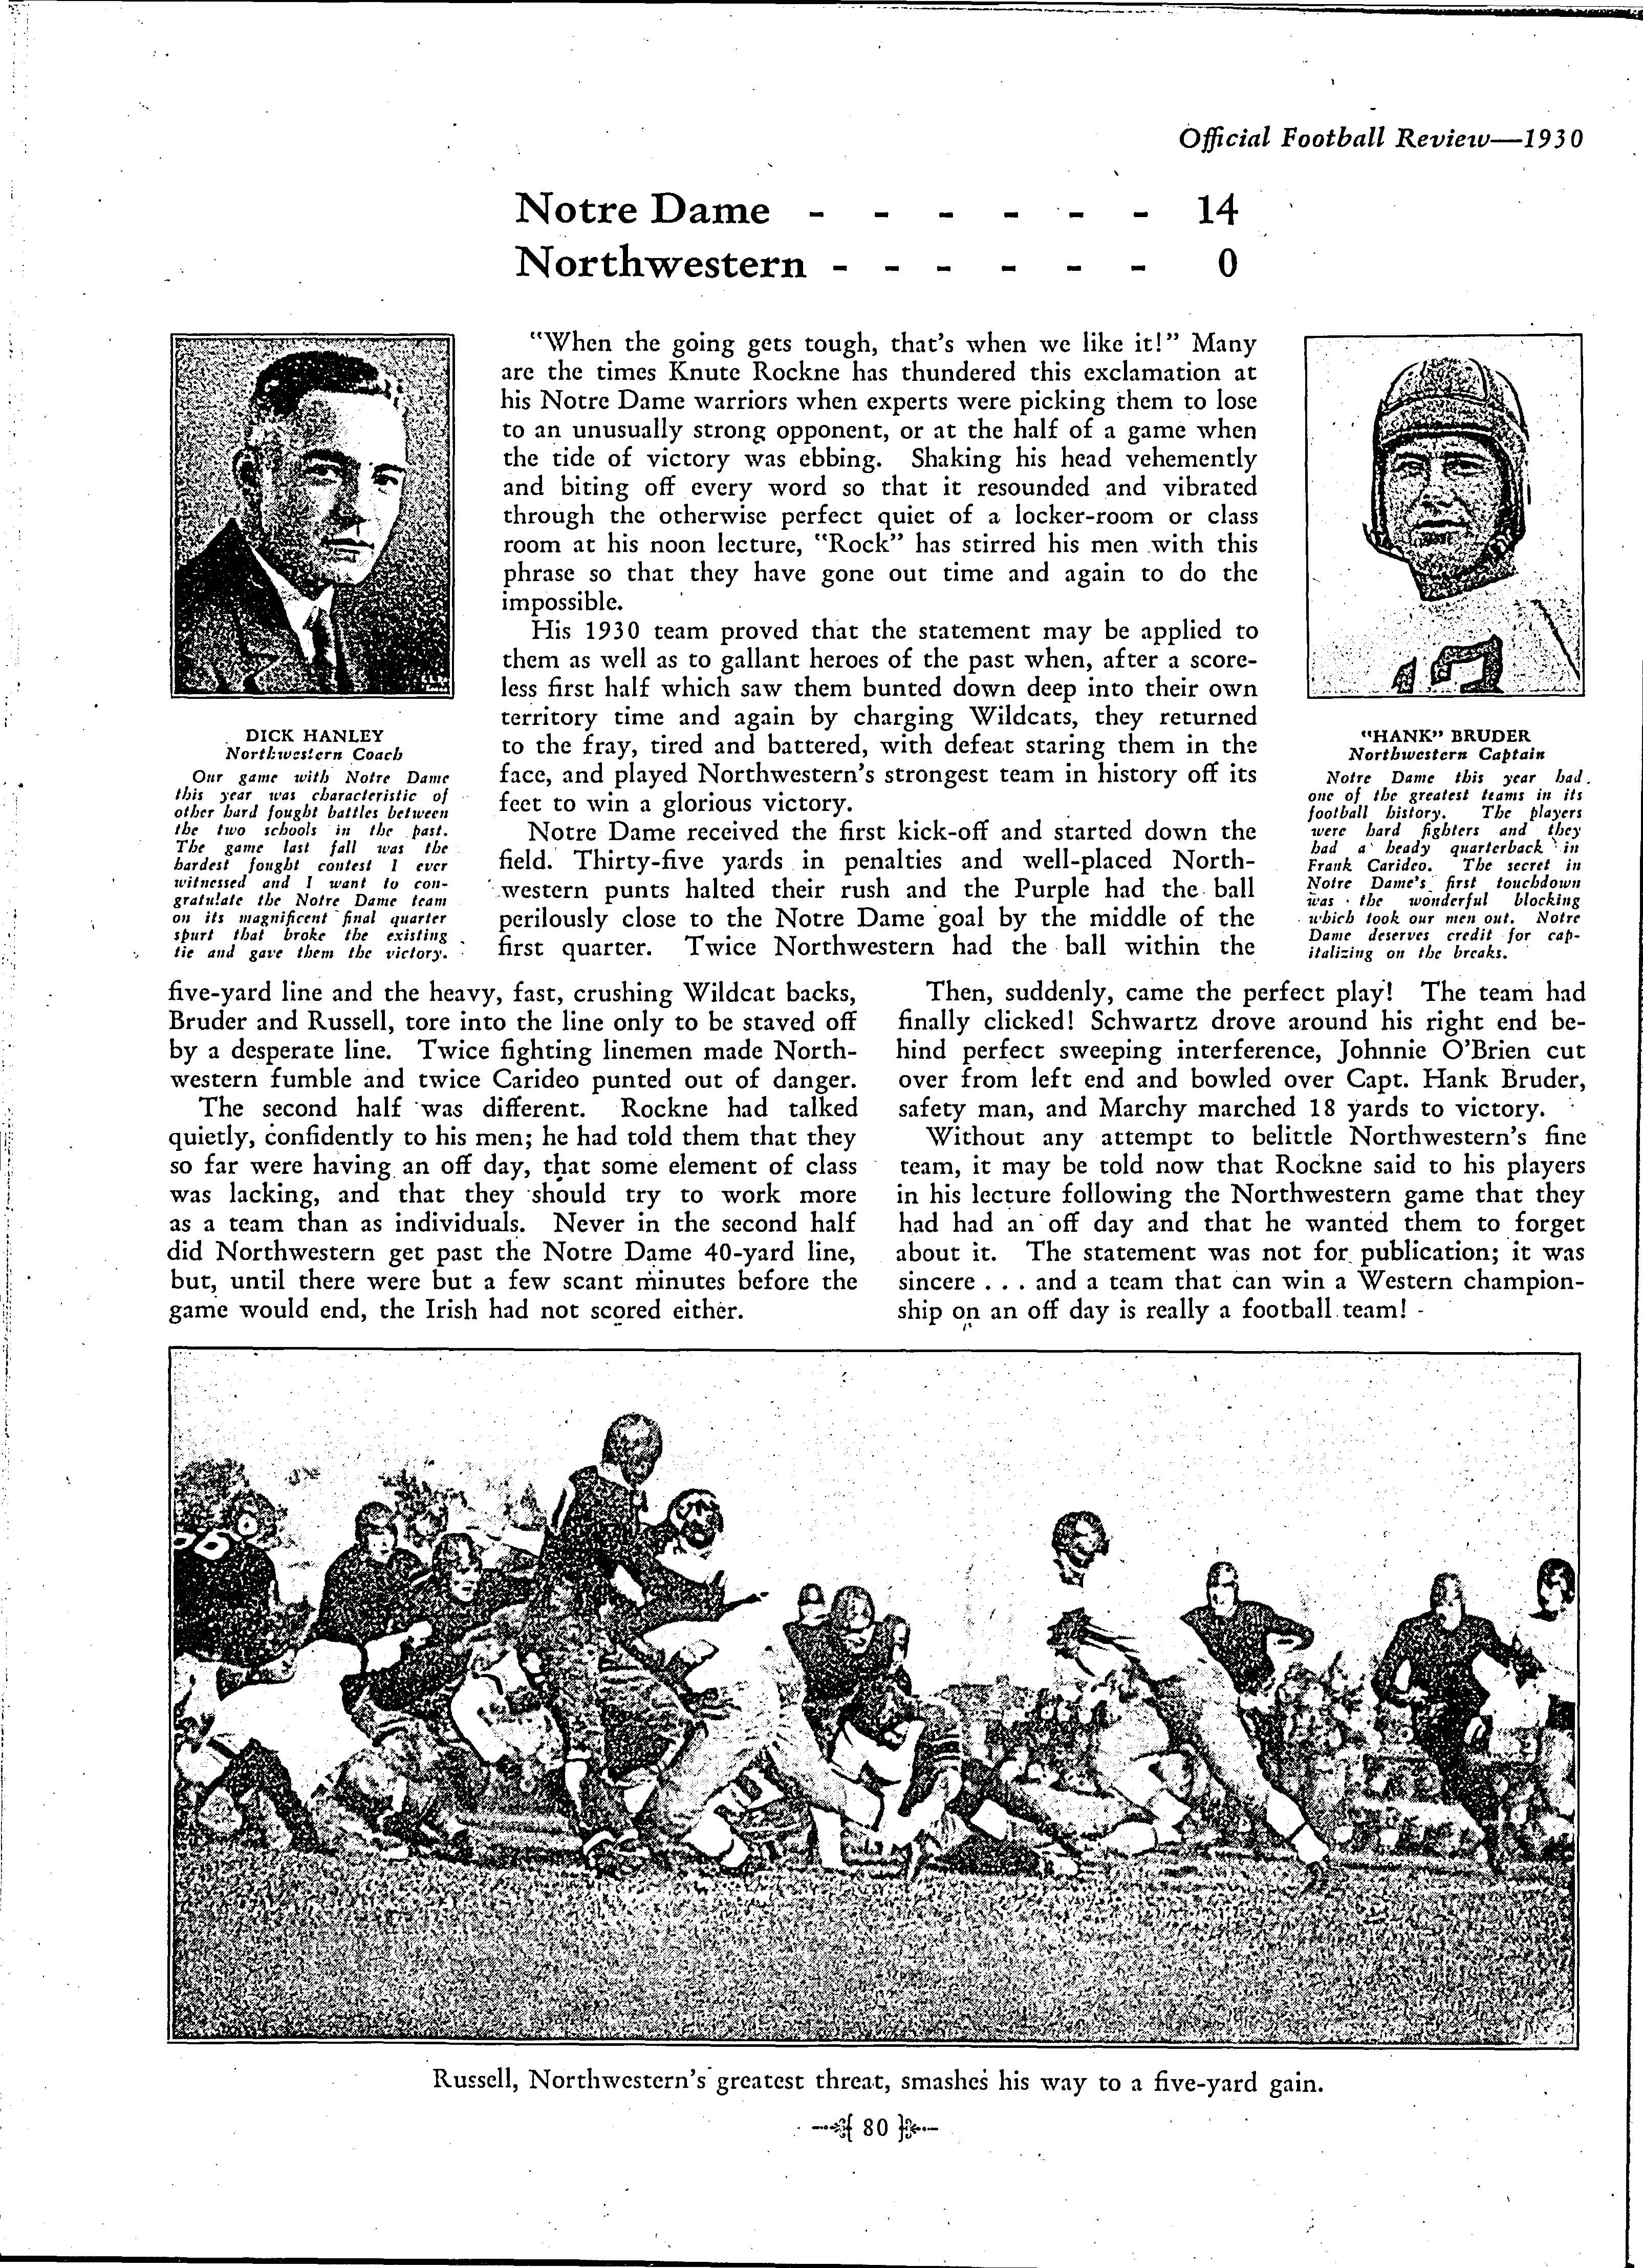 Official Football Review—1930
Notre Dame - - - - - - 14
Northwestern - - - - - - 0
"When the going gets tough, that's when we like it!" Many
are the times Knute Rockne has thundered this exclamation at
his Notre Dame warriors when experts were picking them to lose
to an unusually strong opponent, or at the half of a game when
the tide of victory was ebbing. Shaking his head vehemently
and biting off every word so that it resounded and vibrated
through the otherwise perfect quiet of a locker-room or class
room at his noon lecture, "Rock" has stirred his men with this
phrase so that they have gone out time and again to do the
impossible.
His 1930 team proved that the statement may be applied to
them as well as to gallant heroes of the past when, after a score-
less first half which saw them bunted down deep into their own
territory time and again by charging Wildcats, they returned
to the fray, tired and battered, with defeat staring them in the
face, and played Northwestern's strongest team in history off its
feet to win a glorious victory.
Notre Dame received the first kick-off and started down the
field. Thirty-five yards in penalties and well-placed North-
western punts halted their rush and the Purple had the ball
perilously close to the Notre Dame goal by the middle of the
first quarter. Twice Northwestern had the ball within the
DICK HANLEY
Northwestern Coach
Our game with Notre Dame
this year was characteristic of
other hard fought battles between
the two schools in the past.
The game last fall was the
hardest fought contest I ever
witnessed and I want to con-
gratulate the Notre Dame team
on its magnificent final quarter
spurt that broke the existing
tie and gave them the victory.
"HANK" BRUDER
Northwestern Captain
Notre Dame this year had
one of the greatest teams in its
football history. The players
were hard fighters and they
had a heady quarterback in
Frank Carideo. The secret in
Notre Dame's first touchdown
was the wonderful blocking
which took our men out. Notre
Dame deserves credit for cap-
italizing on the breaks.
five-yard line and the heavy, fast, crushing Wildcat backs,
Bruder and Russell, tore into the line only to be staved off
by a desperate line. Twice fighting linemen made North-
western fumble and twice Carideo punted out of danger.
The second half was different. Rockne had talked
quietly, confidently to his men; he had told them that they
so far were having an off day, that some element of class
was lacking, and that they should try to work more
as a team than as individuals. Never in the second half
did Northwestern get past the Notre Dame 40-yard line,
but, until there were but a few scant minutes before the
game would end, the Irish had not scored either.
Then, suddenly, came the perfect play! The team had
finally clicked! Schwartz drove around his right end be-
hind perfect sweeping interference, Johnnie O'Brien cut
over from left end and bowled over Capt. Hank Bruder,
safety man, and Marchy marched 18 yards to victory.
Without any attempt to belittle Northwestern's fine
team, it may be told now that Rockne said to his players
in his lecture following the Northwestern game that they
had had an off day and that he wanted them to forget
about it. The statement was not for publication; it was
sincere . . . and a team that can win a Western champion-
ship on an off day is really a football team!
Russell, Northwestern's greatest threat, smashes his way to a five-yard gain.
80